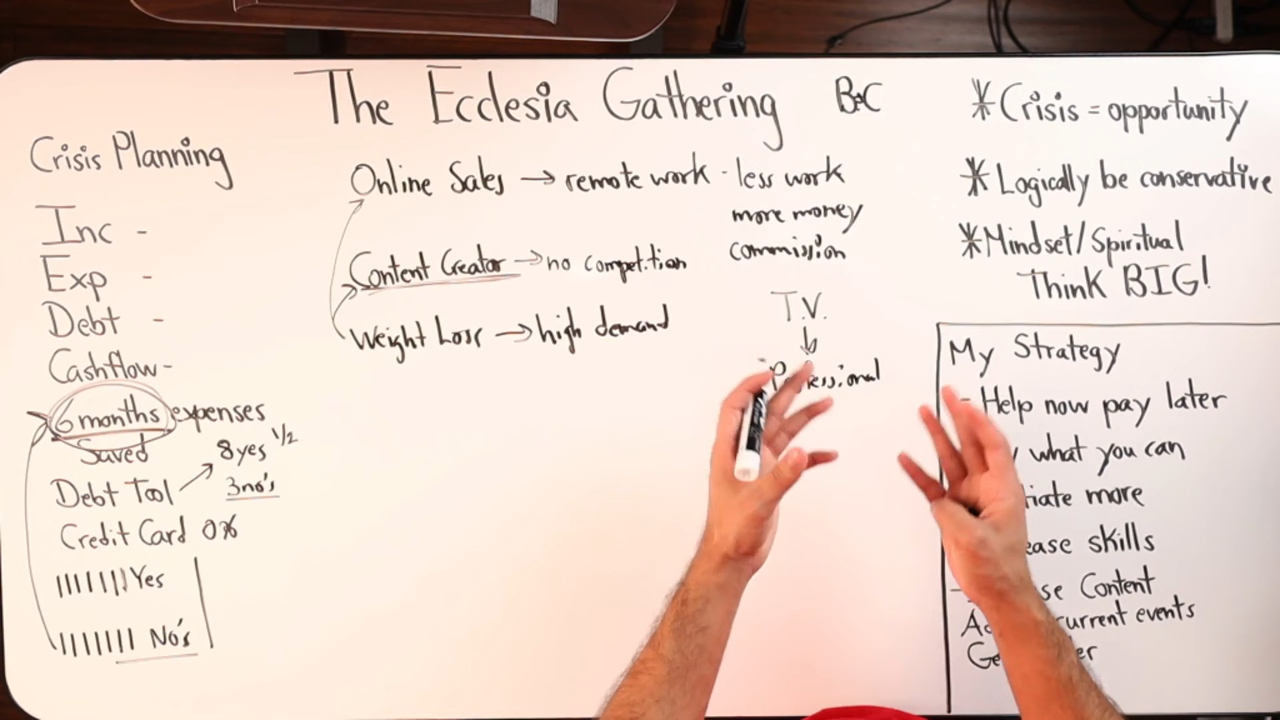 The Ecclesia Gathering B&C
Crisis Planning
Inc -
Exp -
Debt -
Cashflow -
6 months expenses
Saved
Debt Tool → 8 yes 1/2
3 no's
Credit Card 0%
|||||||| Yes
|||||||| No's
Online Sales → remote work - less work
more money
commission
Content Creator → no competition
Weight Loss → high demand
T.V.
↓
* Crisis = opportunity
* Logically be conservative
* Mindset/Spiritual
Think BIG!
My Strategy
- Help now pay later
what you can
more
skills
Content
current events